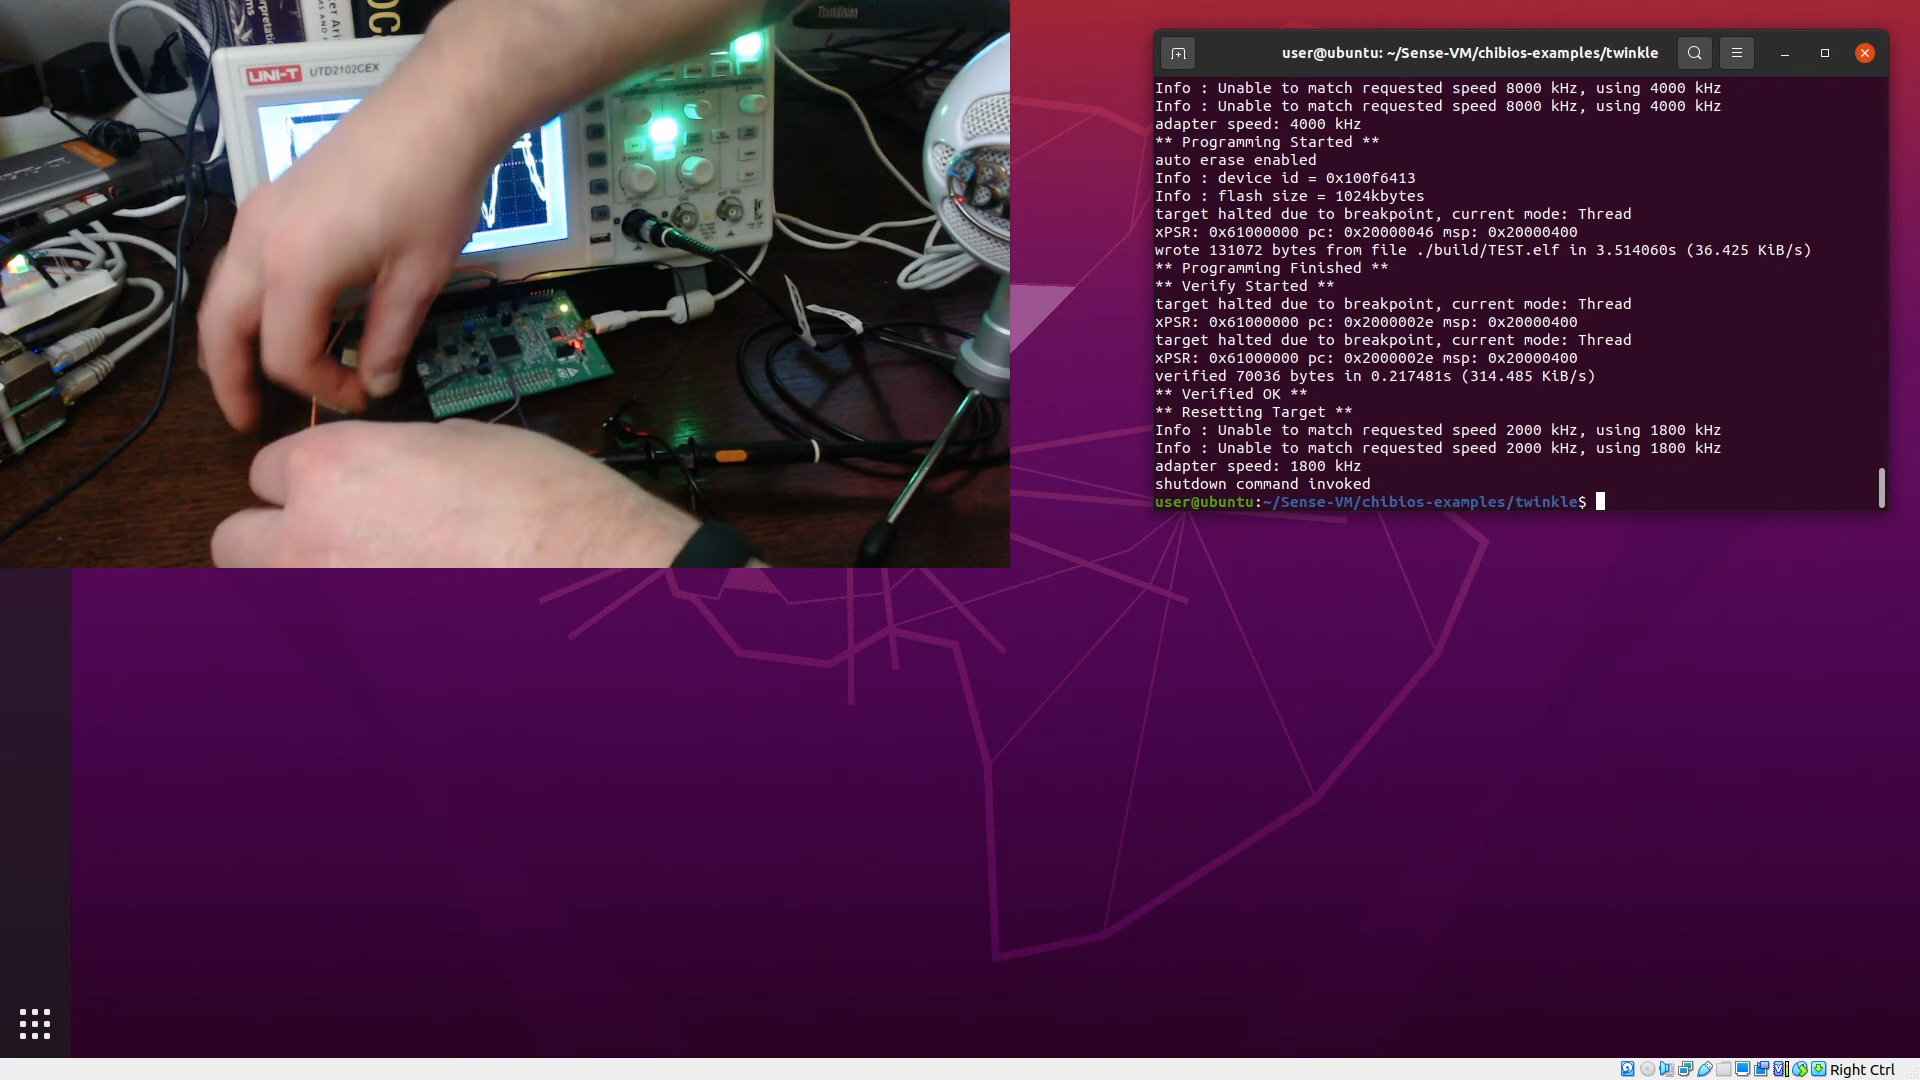 ThinkVision
UNI-T UTD2102CEX
user@ubuntu: ~/Sense-VM/chibios-examples/twinkle
Info : Unable to match requested speed 8000 kHz, using 4000 kHz
Info : Unable to match requested speed 8000 kHz, using 4000 kHz
adapter speed: 4000 kHz
** Programming Started **
auto erase enabled
Info : device id = 0x100f6413
Info : flash size = 1024kbytes
target halted due to breakpoint, current mode: Thread
xPSR: 0x61000000 pc: 0x20000046 msp: 0x20000400
wrote 131072 bytes from file ./build/TEST.elf in 3.514060s (36.425 KiB/s)
** Programming Finished **
** Verify Started **
target halted due to breakpoint, current mode: Thread
xPSR: 0x61000000 pc: 0x2000002e msp: 0x20000400
target halted due to breakpoint, current mode: Thread
xPSR: 0x61000000 pc: 0x2000002e msp: 0x20000400
verified 70036 bytes in 0.217481s (314.485 KiB/s)
** Verified OK **
** Resetting Target **
Info : Unable to match requested speed 2000 kHz, using 1800 kHz
Info : Unable to match requested speed 2000 kHz, using 1800 kHz
adapter speed: 1800 kHz
shutdown command invoked
user@ubuntu:~/Sense-VM/chibios-examples/twinkle$
Right Ctrl